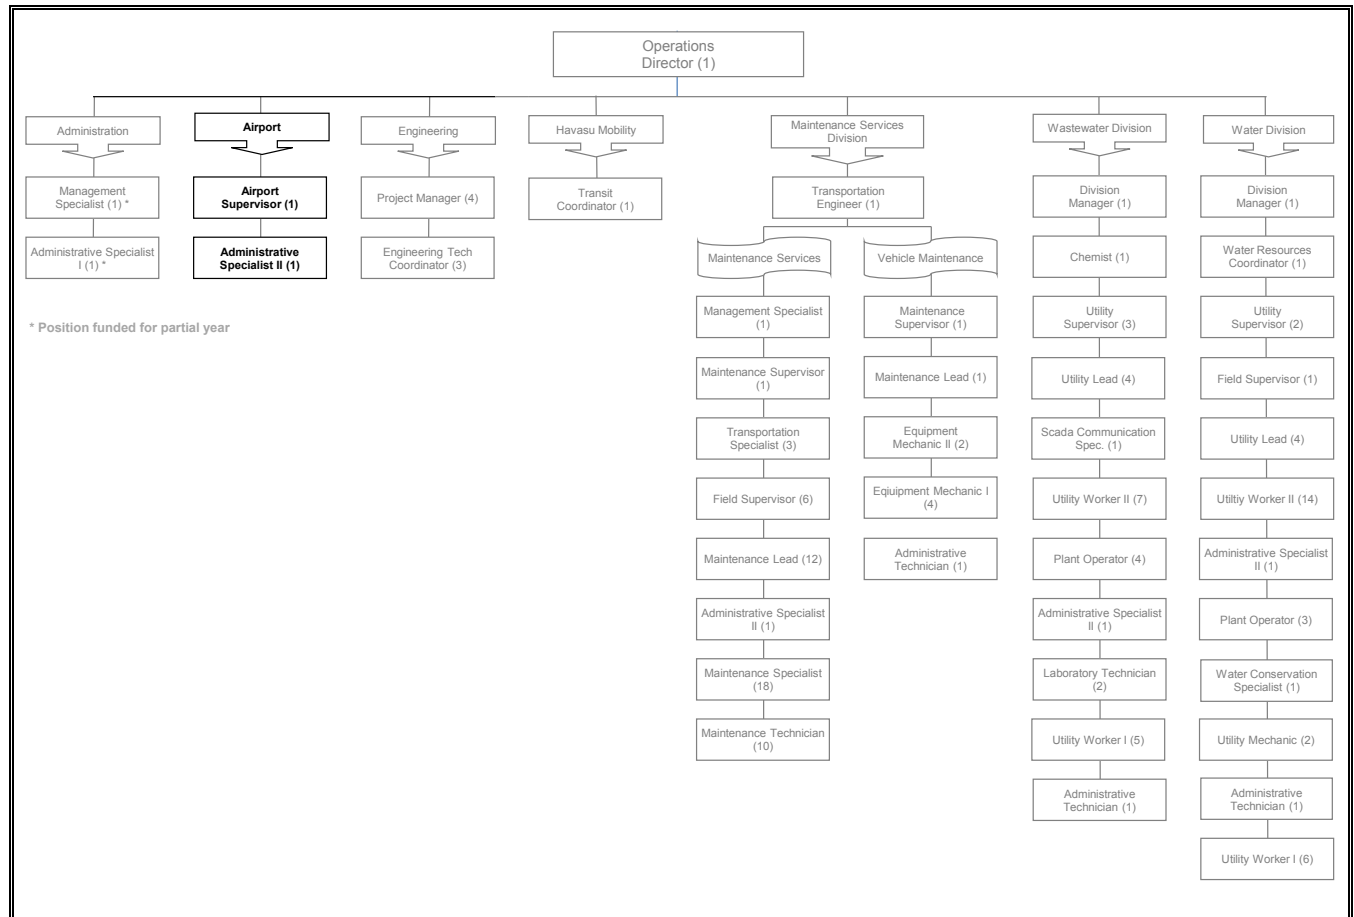 Operations
Director (1)
Administration
Management
Specialist (1) *
Administrative Specialist
I (1) *
* Position funded for partial year
Airport
Airport
Supervisor (1)
Administrative
Specialist II (1)
Engineering
Project Manager (4)
Engineering Tech
Coordinator (3)
Havasu Mobility
Transit
Coordinator (1)
Maintenance Services
Division
Transportation
Engineer (1)
Maintenance Services
Management Specialist
(1)
Maintenance Supervisor
(1)
Transportation
Specialist (3)
Field Supervisor (6)
Maintenance Lead (12)
Administrative Specialist
II (1)
Maintenance Specialist
(18)
Maintenance Technician
(10)
Vehicle Maintenance
Maintenance
Supervisor (1)
Maintenance Lead (1)
Equipment
Mechanic II (2)
Eqiuipment Mechanic I
(4)
Administrative
Technician (1)
Wastewater Division
Division
Manager (1)
Chemist (1)
Utility
Supervisor (3)
Utility Lead (4)
Scada Communication
Spec. (1)
Utility Worker II (7)
Plant Operator (4)
Administrative Specialist
II (1)
Laboratory Technician
(2)
Utility Worker I (5)
Administrative
Technician (1)
Water Division
Division
Manager (1)
Water Resources
Coordinator (1)
Utility
Supervisor (2)
Field Supervisor (1)
Utility Lead (4)
Utiltiy Worker II (14)
Administrative Specialist
II (1)
Plant Operator (3)
Water Conservation
Specialist (1)
Utility Mechanic (2)
Administrative
Technician (1)
Utility Worker I (6)